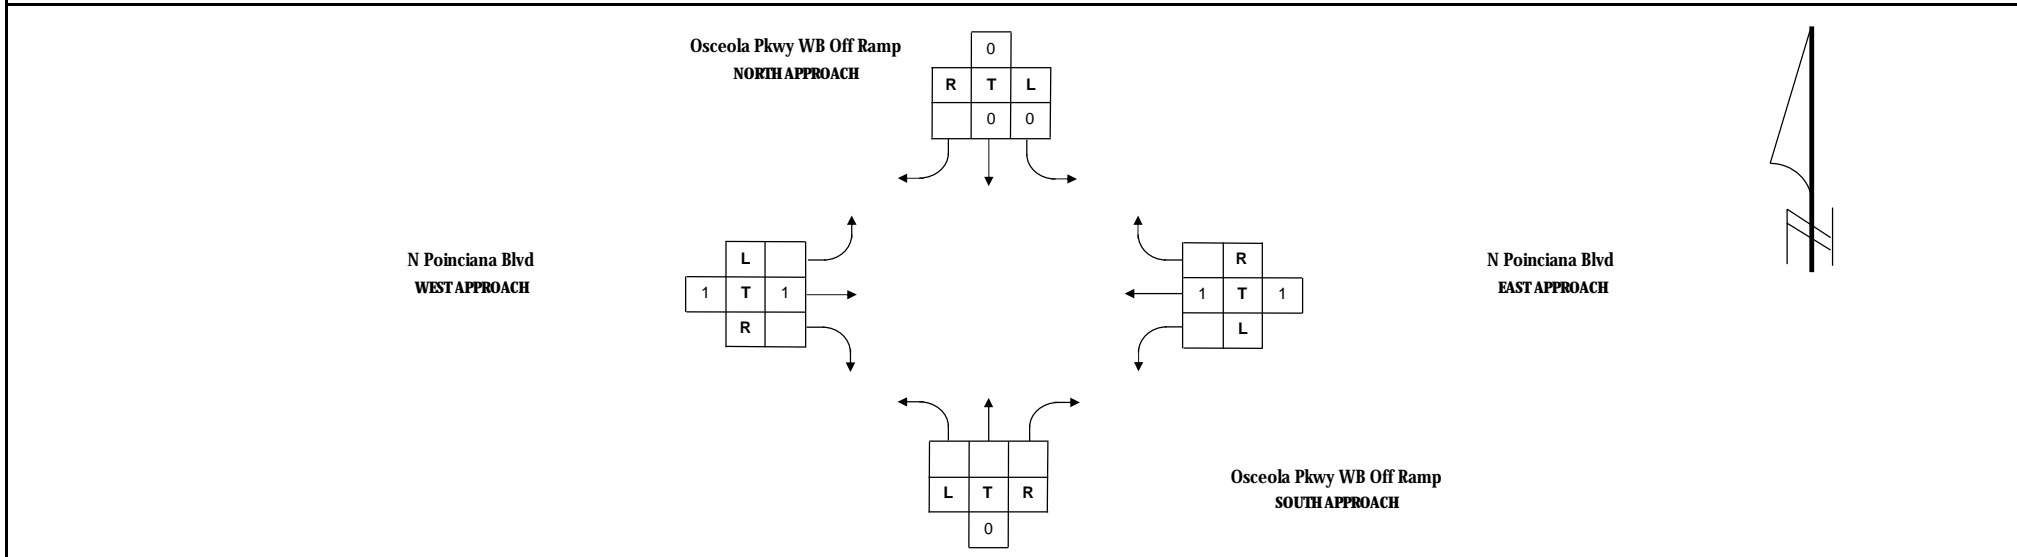 Osceola Pkwy WB Off Ramp
NORTH APPROACH
0
R T L
0 0
N Poinciana Blvd
WEST APPROACH
L
1 T 1
R
R
1 T 1
L
N Poinciana Blvd
EAST APPROACH
L T R
0
Osceola Pkwy WB Off Ramp
SOUTH APPROACH
N